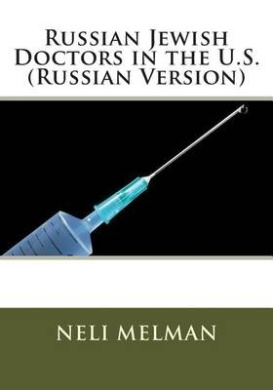 Russian Jewish
Doctors in the U.S.
(Russian Version)
NELI MELMAN